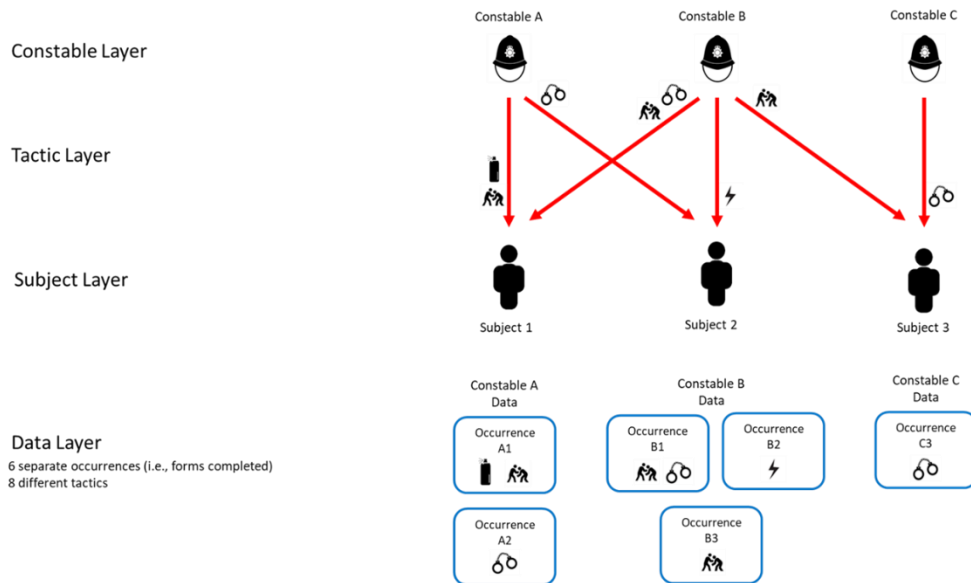 Constable A
Constable B
Constable C
Constable Layer
Tactic Layer
Subject Layer
Subject 1
Subject 2
Subject 3
Constable A
Data
Constable B
Data
Constable C
Data
Data Layer
6 separate occurrences (i.e., forms completed)
8 different tactics
Occurrence
A1
Occurrence
B1
Occurrence
B2
Occurrence
C3
Occurrence
A2
Occurrence
B3